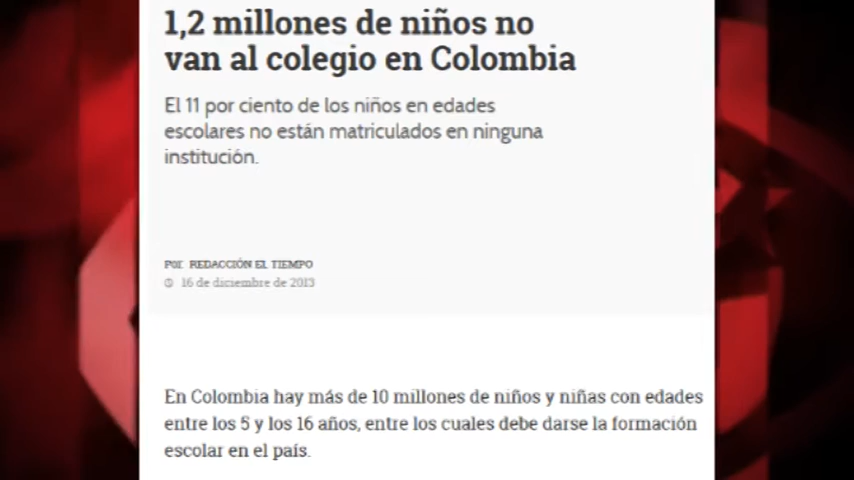 1,2 millones de niños no
van al colegio en Colombia
El 11 por ciento de los niños en edades
escolares no están matriculados en ninguna
institución.
Por: REDACCIÓN EL TIEMPO
16 de diciembre de 2013
En Colombia hay más de 10 millones de niños y niñas con edades
entre los 5 y los 16 años, entre los cuales debe darse la formación
escolar en el país.